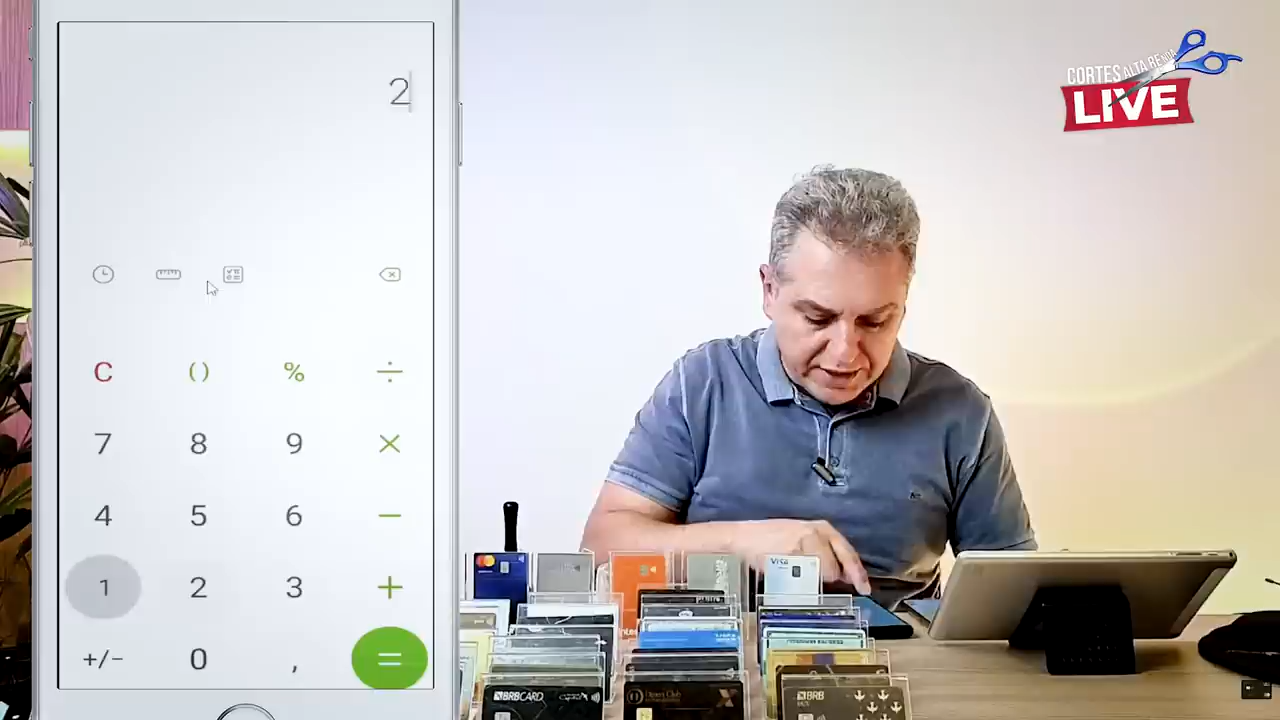 2
C ( ) % ÷
7 8 9 ×
4 5 6 −
1 2 3 +
+/− 0 , =
CORTES ALTA RENDA
LIVE
VISA
BRBCARD
Diners Club
BRB